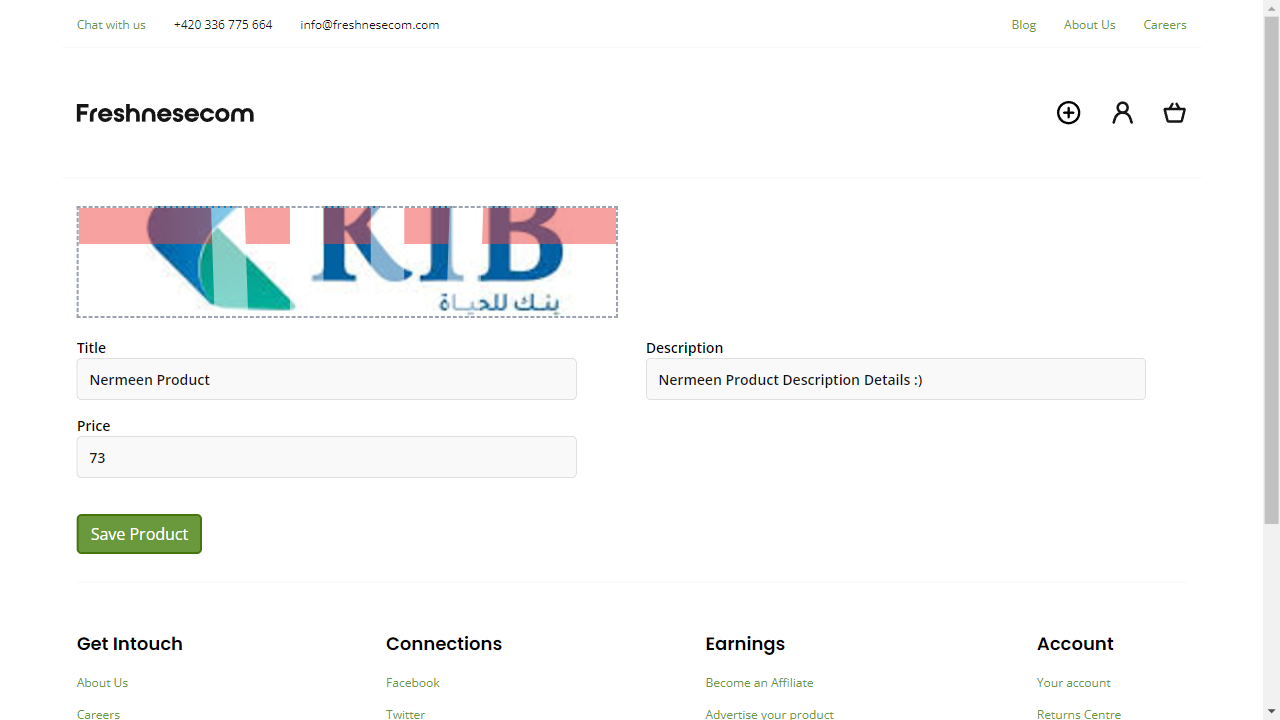 Chat with us +420 336 775 664 info@freshnesecom.com Blog About Us Careers
Freshnesecom
KIB
بنك للحياة
Title
Nermeen Product
Description
Nermeen Product Description Details :)
Price
73
Save Product
Get Intouch
About Us
Careers
Connections
Facebook
Twitter
Earnings
Become an Affiliate
Advertise your product
Account
Your account
Returns Centre